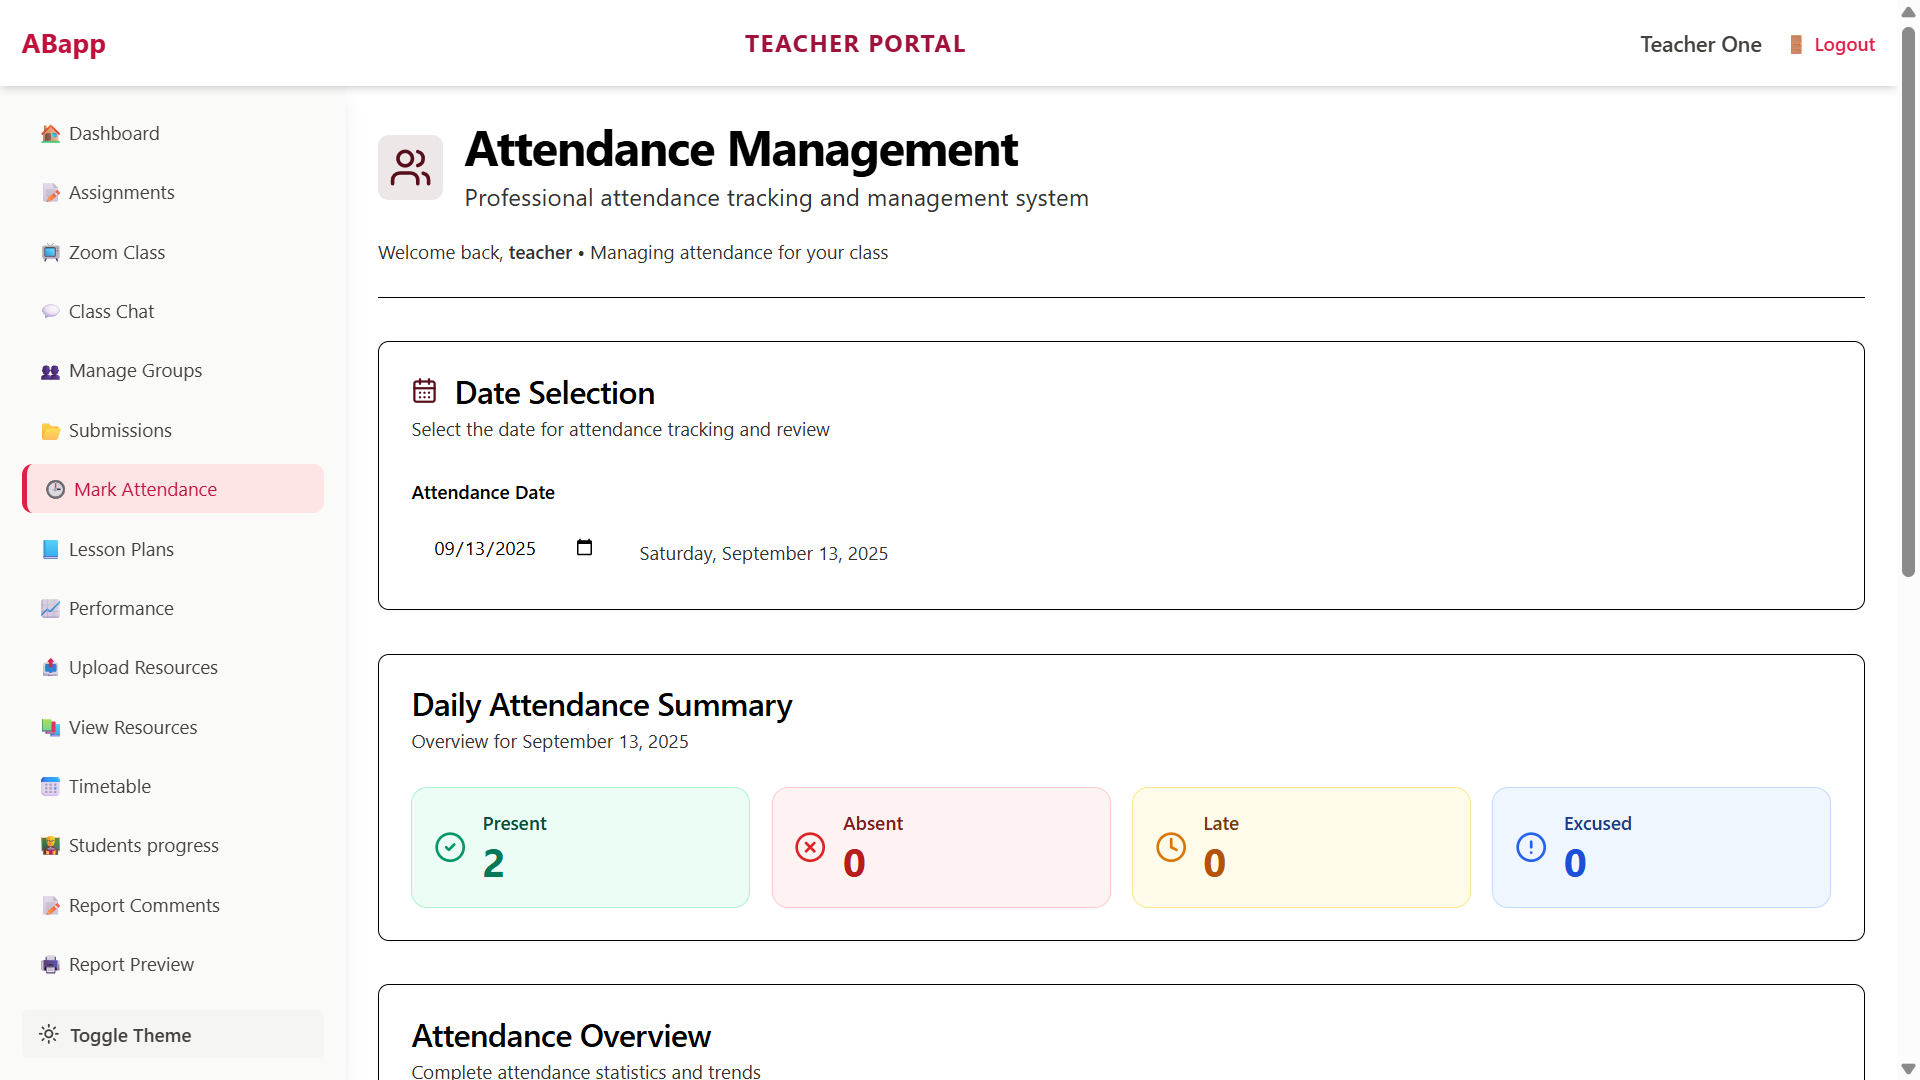 ABapp
TEACHER PORTAL
Teacher One
Logout
Dashboard
Assignments
Zoom Class
Class Chat
Manage Groups
Submissions
Mark Attendance
Lesson Plans
Performance
Upload Resources
View Resources
Timetable
Students progress
Report Comments
Report Preview
Toggle Theme
Attendance Management
Professional attendance tracking and management system
Welcome back, teacher • Managing attendance for your class
Date Selection
Select the date for attendance tracking and review
Attendance Date
09/13/2025
Saturday, September 13, 2025
Daily Attendance Summary
Overview for September 13, 2025
Present
2
Absent
0
Late
0
Excused
0
Attendance Overview
Complete attendance statistics and trends